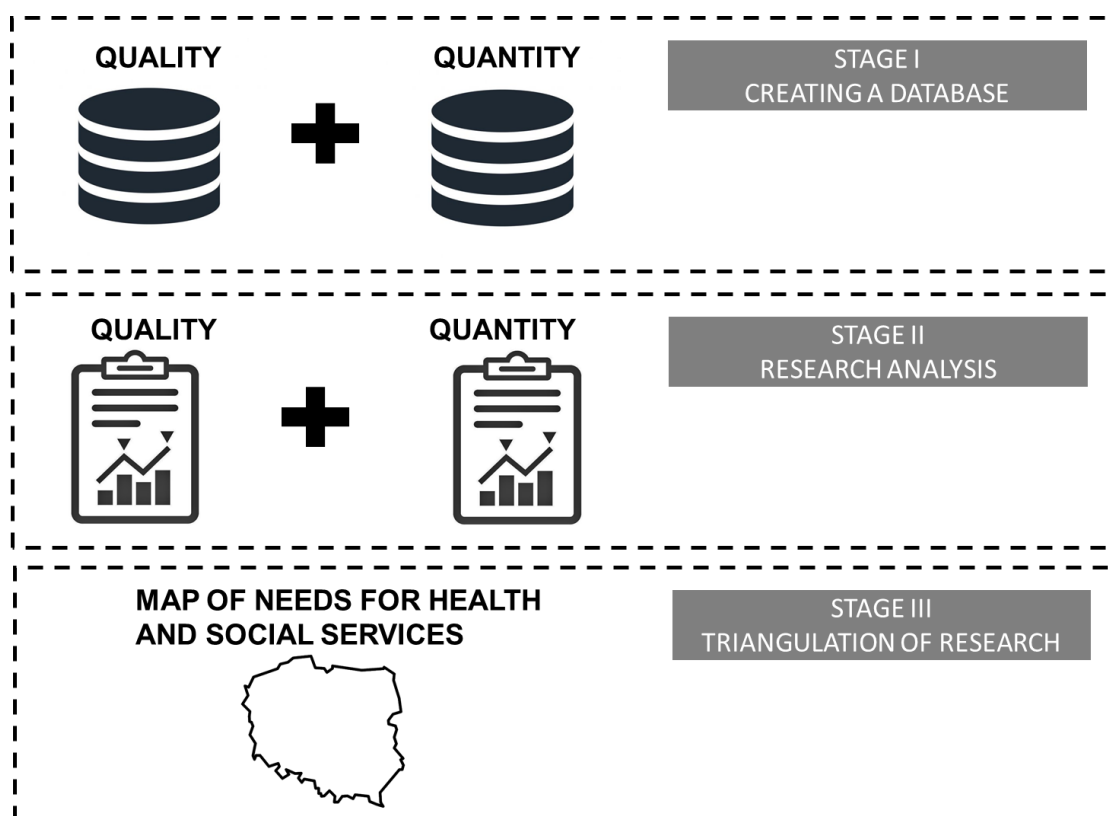 QUALITY
QUANTITY
STAGE I
CREATING A DATABASE
QUALITY
QUANTITY
STAGE II
RESEARCH ANALYSIS
MAP OF NEEDS FOR HEALTH
AND SOCIAL SERVICES
STAGE III
TRIANGULATION OF RESEARCH